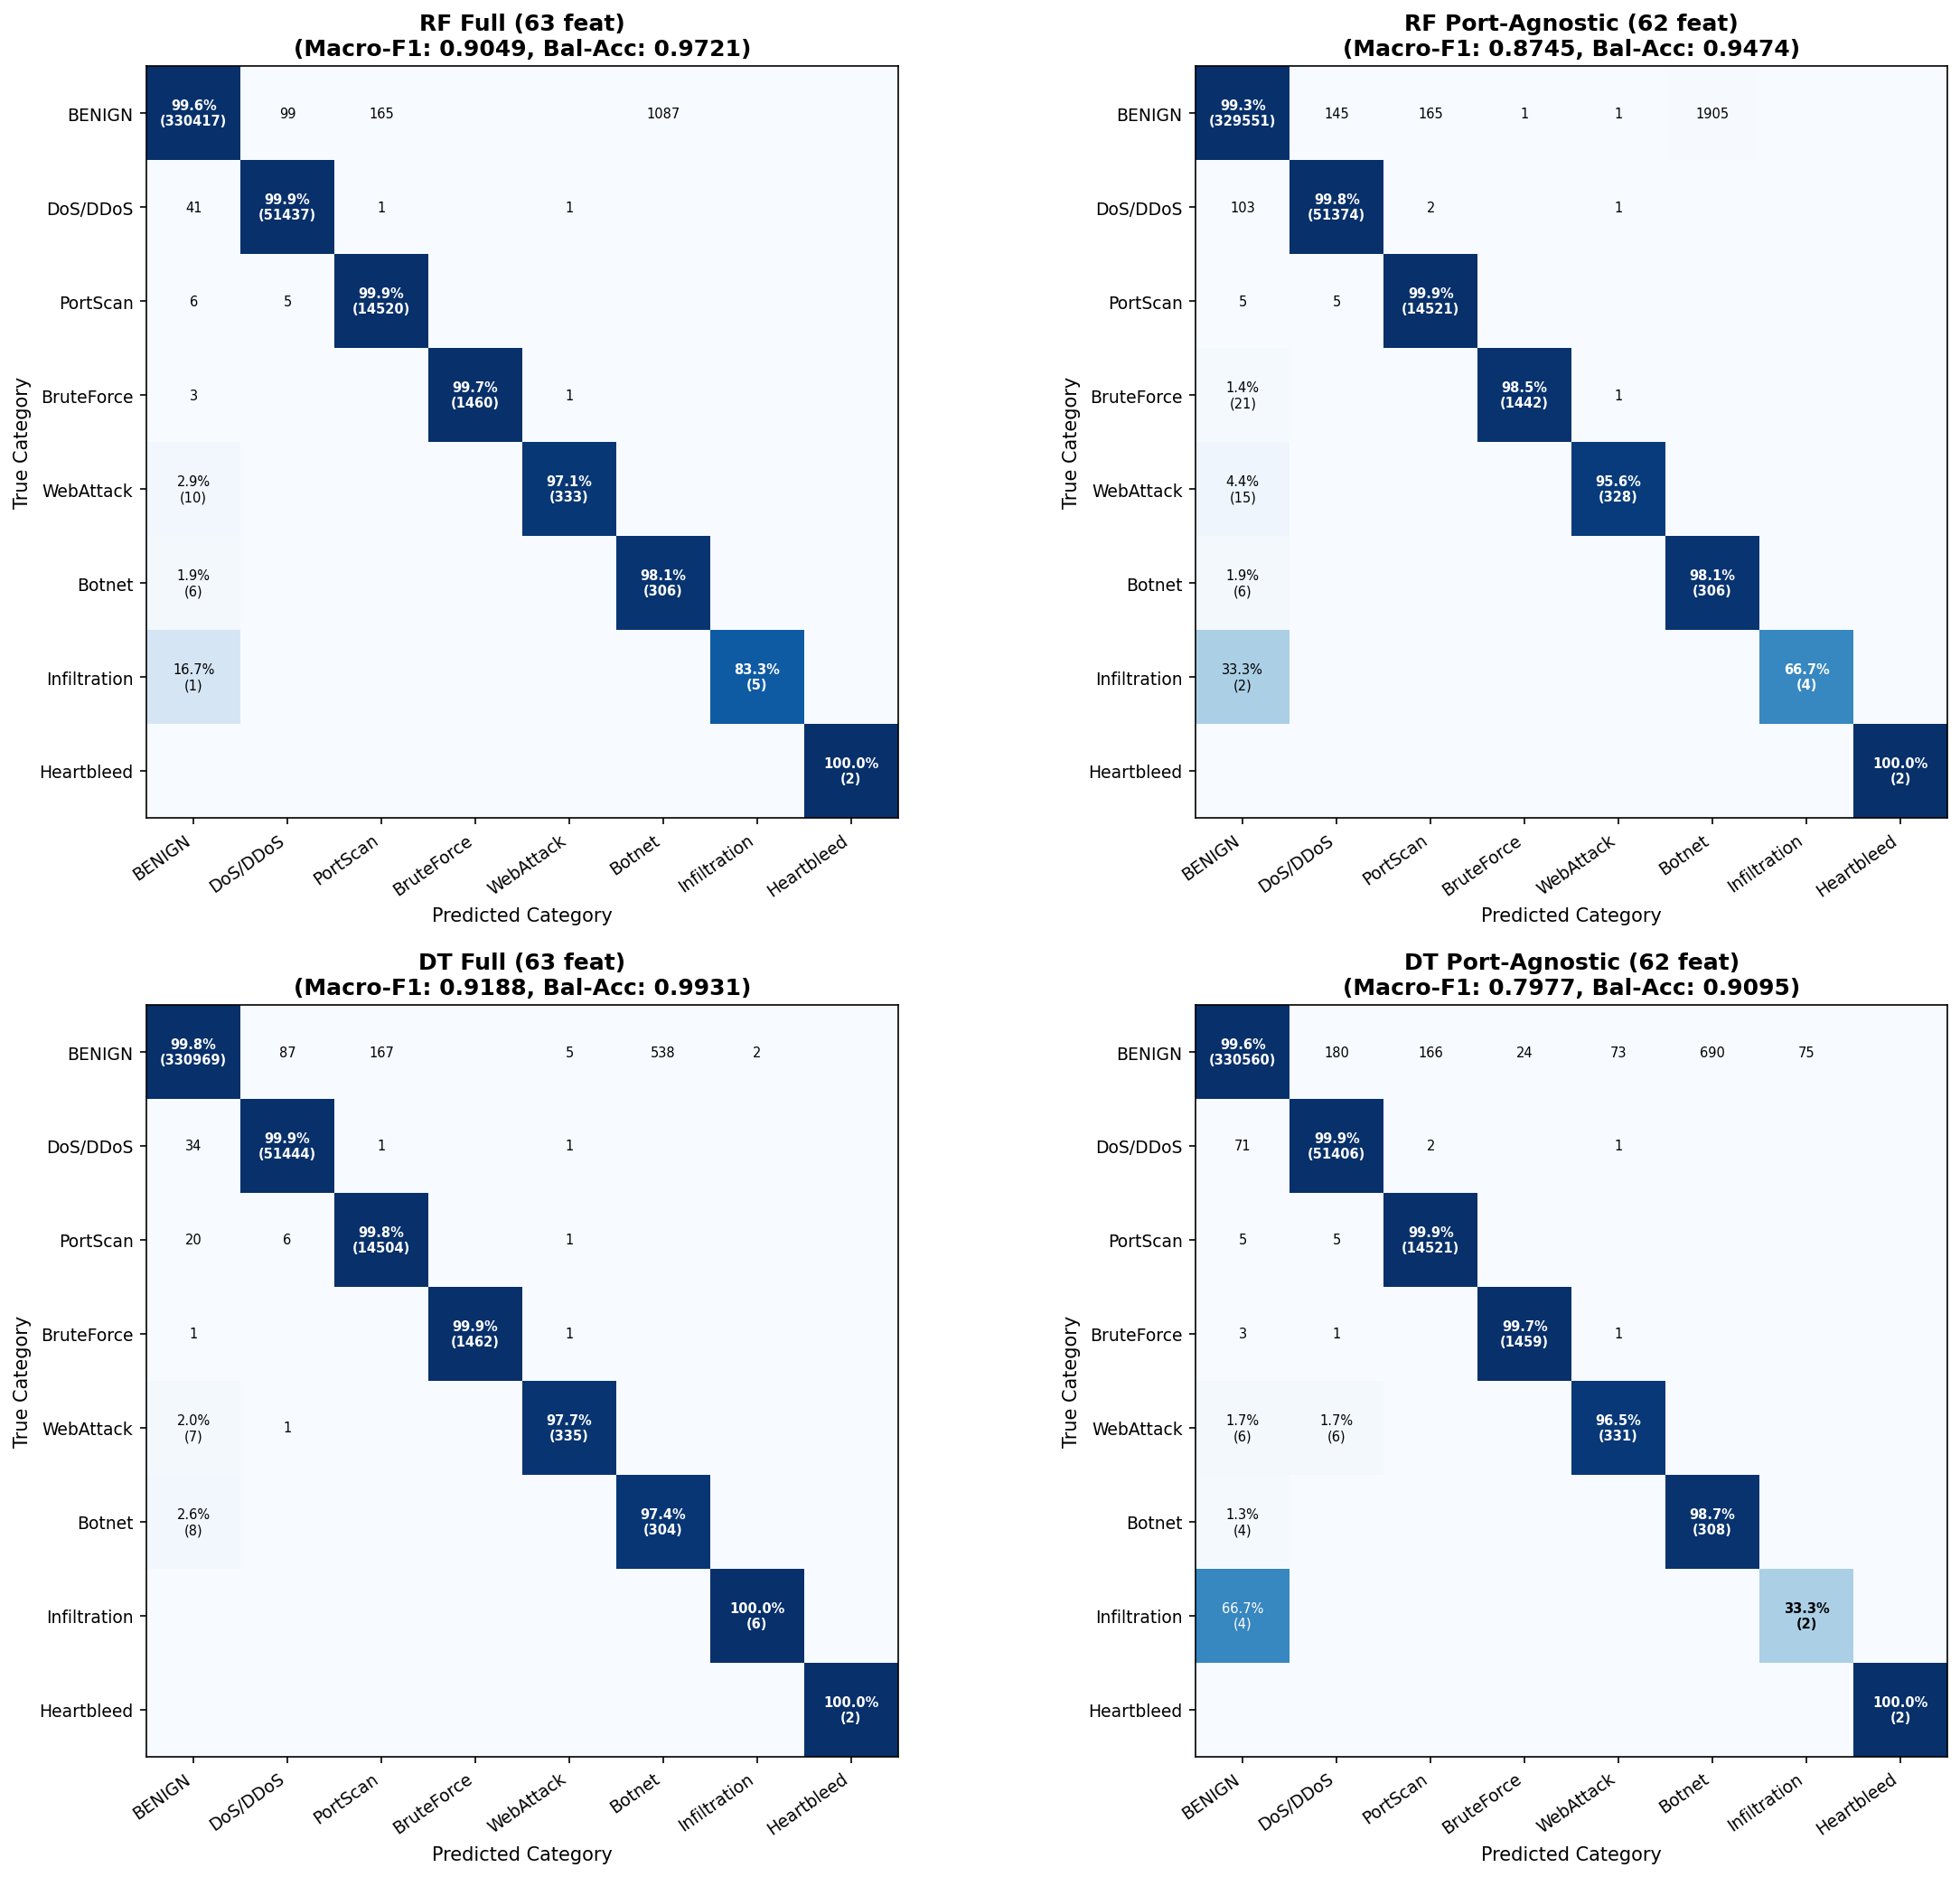 RF Full (63 feat)
(Macro-F1: 0.9049, Bal-Acc: 0.9721)
True Category
BENIGN
99.6%
(330417)
99
165
1087
DoS/DDoS
41
99.9%
(51437)
1
1
PortScan
6
5
99.9%
(14520)
BruteForce
3
99.7%
(1460)
1
WebAttack
2.9%
(10)
97.1%
(333)
Botnet
1.9%
(6)
98.1%
(306)
Infiltration
16.7%
(1)
83.3%
(5)
Heartbleed
100.0%
(2)
BENIGN
DoS/DDoS
PortScan
BruteForce
WebAttack
Botnet
Infiltration
Heartbleed
Predicted Category
RF Port-Agnostic (62 feat)
(Macro-F1: 0.8745, Bal-Acc: 0.9474)
True Category
BENIGN
99.3%
(329551)
145
165
1
1
1905
DoS/DDoS
103
99.8%
(51374)
2
1
PortScan
5
5
99.9%
(14521)
BruteForce
1.4%
(21)
98.5%
(1442)
1
WebAttack
4.4%
(15)
95.6%
(328)
Botnet
1.9%
(6)
98.1%
(306)
Infiltration
33.3%
(2)
66.7%
(4)
Heartbleed
100.0%
(2)
BENIGN
DoS/DDoS
PortScan
BruteForce
WebAttack
Botnet
Infiltration
Heartbleed
Predicted Category
DT Full (63 feat)
(Macro-F1: 0.9188, Bal-Acc: 0.9931)
True Category
BENIGN
99.8%
(330969)
87
167
5
538
2
DoS/DDoS
34
99.9%
(51444)
1
1
PortScan
20
6
99.8%
(14504)
1
BruteForce
1
99.9%
(1462)
1
WebAttack
2.0%
(7)
1
97.7%
(335)
Botnet
2.6%
(8)
97.4%
(304)
Infiltration
100.0%
(6)
Heartbleed
100.0%
(2)
BENIGN
DoS/DDoS
PortScan
BruteForce
WebAttack
Botnet
Infiltration
Heartbleed
Predicted Category
DT Port-Agnostic (62 feat)
(Macro-F1: 0.7977, Bal-Acc: 0.9095)
True Category
BENIGN
99.6%
(330560)
180
166
24
73
690
75
DoS/DDoS
71
99.9%
(51406)
2
1
PortScan
5
5
99.9%
(14521)
BruteForce
3
1
99.7%
(1459)
1
WebAttack
1.7%
(6)
1.7%
(6)
96.5%
(331)
Botnet
1.3%
(4)
98.7%
(308)
Infiltration
66.7%
(4)
33.3%
(2)
Heartbleed
100.0%
(2)
BENIGN
DoS/DDoS
PortScan
BruteForce
WebAttack
Botnet
Infiltration
Heartbleed
Predicted Category